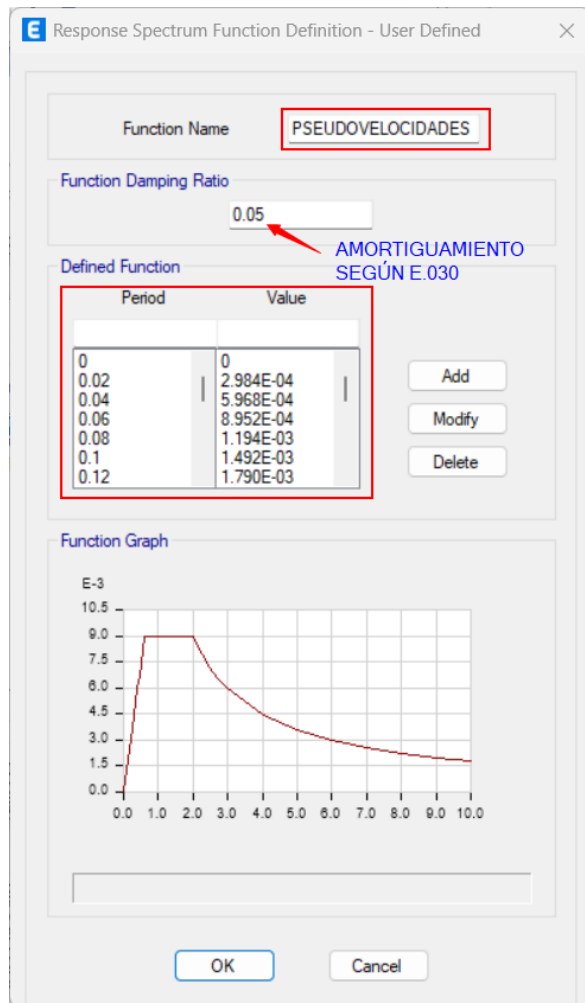 E Response Spectrum Function Definition - User Defined
Function Name PSEUDOVELOCIDADES
Function Damping Ratio
0.05
AMORTIGUAMIENTO
SEGÚN E.030
Defined Function
Period Value
0 0
0.02 2.984E-04
0.04 5.968E-04
0.06 8.952E-04
0.08 1.194E-03
0.1 1.492E-03
0.12 1.790E-03
Add
Modify
Delete
Function Graph
E-3
10.5
9.0
7.5
6.0
4.5
3.0
1.5
0.0
0.0 1.0 2.0 3.0 4.0 5.0 6.0 7.0 8.0 9.0 10.0
OK Cancel